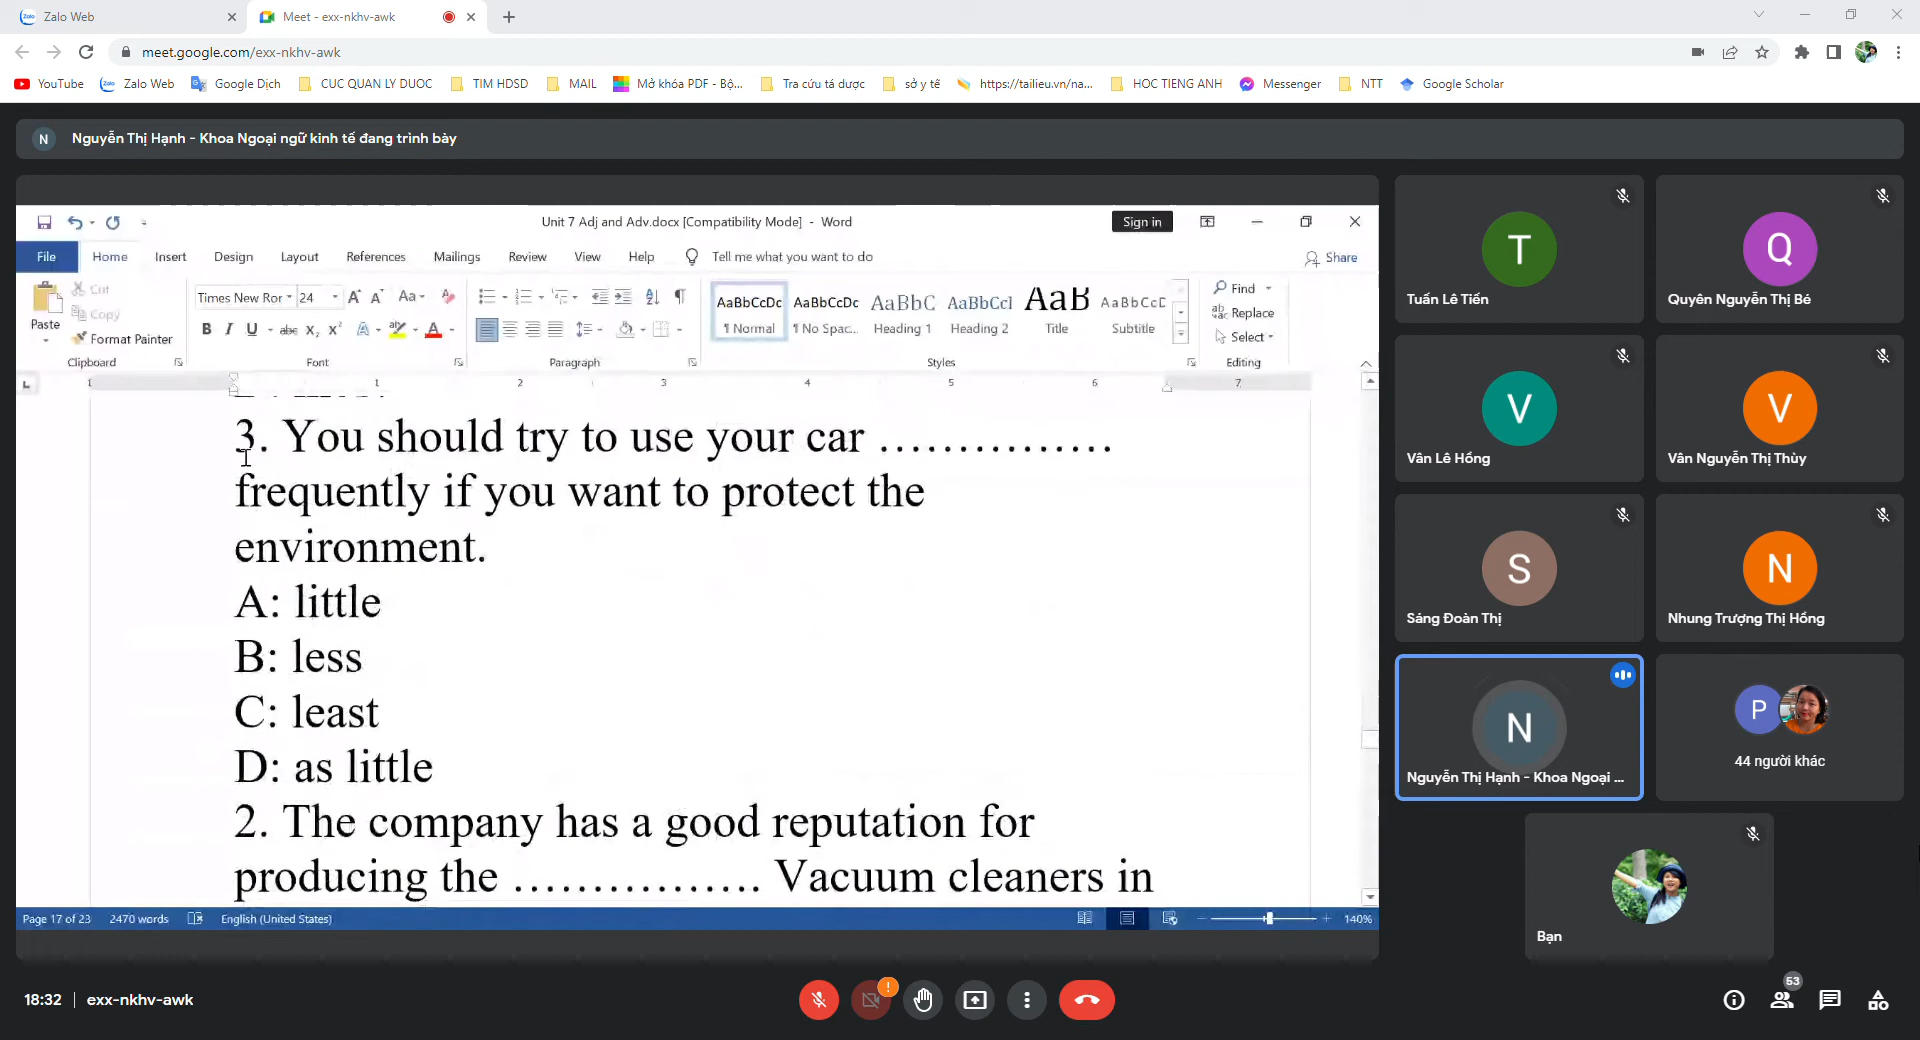 Zalo Web
Meet - exx-nkhv-awk
meet.google.com/exx-nkhv-awk
YouTube
Zalo Web
Google Dịch
CUC QUAN LY DUOC
TIM HDSD
MAIL
Mở khóa PDF - Bộ...
Tra cứu tá dược
sở y tế
https://tailieu.vn/na...
HOC TIENG ANH
Messenger
NTT
Google Scholar
N
Nguyễn Thị Hạnh - Khoa Ngoại ngữ kinh tế đang trình bày
Unit 7 Adj and Adv.docx [Compatibility Mode] - Word
Sign in
File
Home
Insert
Design
Layout
References
Mailings
Review
View
Help
Tell me what you want to do
Share
Paste
Cut
Copy
Format Painter
Clipboard
Times New Ror
24
Font
Paragraph
AaBbCcDc
¶ Normal
AaBbCcDc
¶ No Spac...
AaBbC
Heading 1
AaBbCcI
Heading 2
AaB
Title
AaBbCcD
Subtitle
Styles
Find
Replace
Select
Editing
1 1 2 3 4 5 6 7
3. You should try to use your car ...............
frequently if you want to protect the
environment.
A: little
B: less
C: least
D: as little
2. The company has a good reputation for
producing the ................ Vacuum cleaners in
Page 17 of 23
2470 words
English (United States)
140%
T
Tuấn Lê Tiến
Q
Quyên Nguyễn Thị Bé
V
Vân Lê Hồng
V
Vân Nguyễn Thị Thùy
S
Sáng Đoàn Thị
N
Nhung Trượng Thị Hồng
N
Nguyễn Thị Hạnh - Khoa Ngoại ...
P
44 người khác
Bạn
18:32 | exx-nkhv-awk
!
53